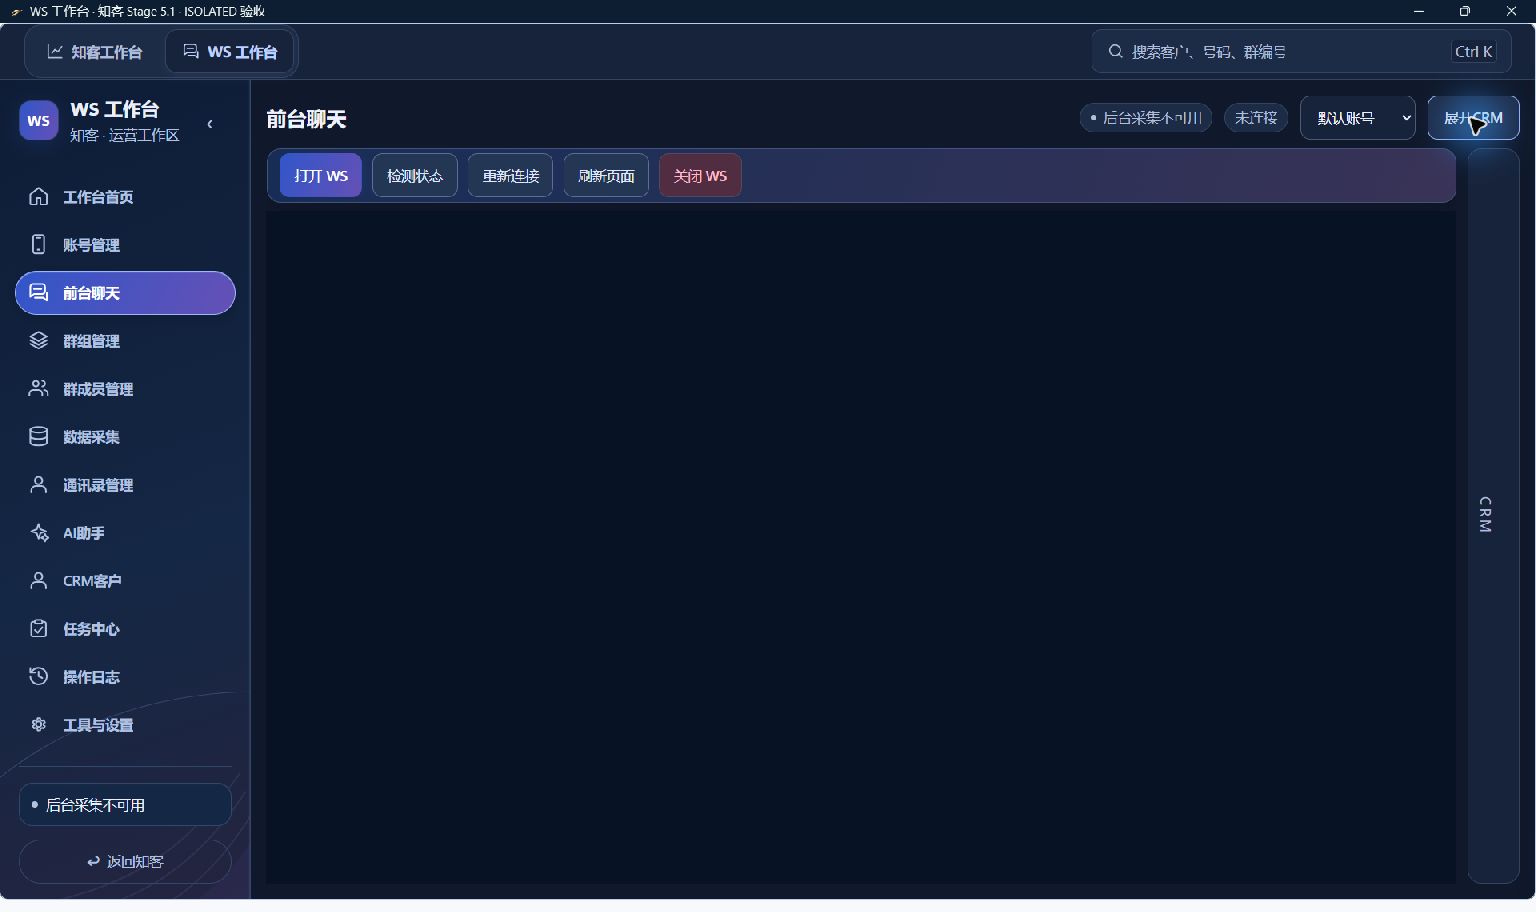 WS 工作台 · 知客 Stage 5.1 · ISOLATED 验收
知客工作台
WS 工作台
搜索客户、号码、群编号
Ctrl K
WS
WS 工作台
知客 · 运营工作区
前台聊天
后台采集不可用
未连接
默认账号
展开CRM
打开 WS
检测状态
重新连接
刷新页面
关闭 WS
工作台首页
账号管理
前台聊天
群组管理
群成员管理
数据采集
通讯录管理
AI助手
CRM客户
任务中心
操作日志
工具与设置
后台采集不可用
返回知客
CRM